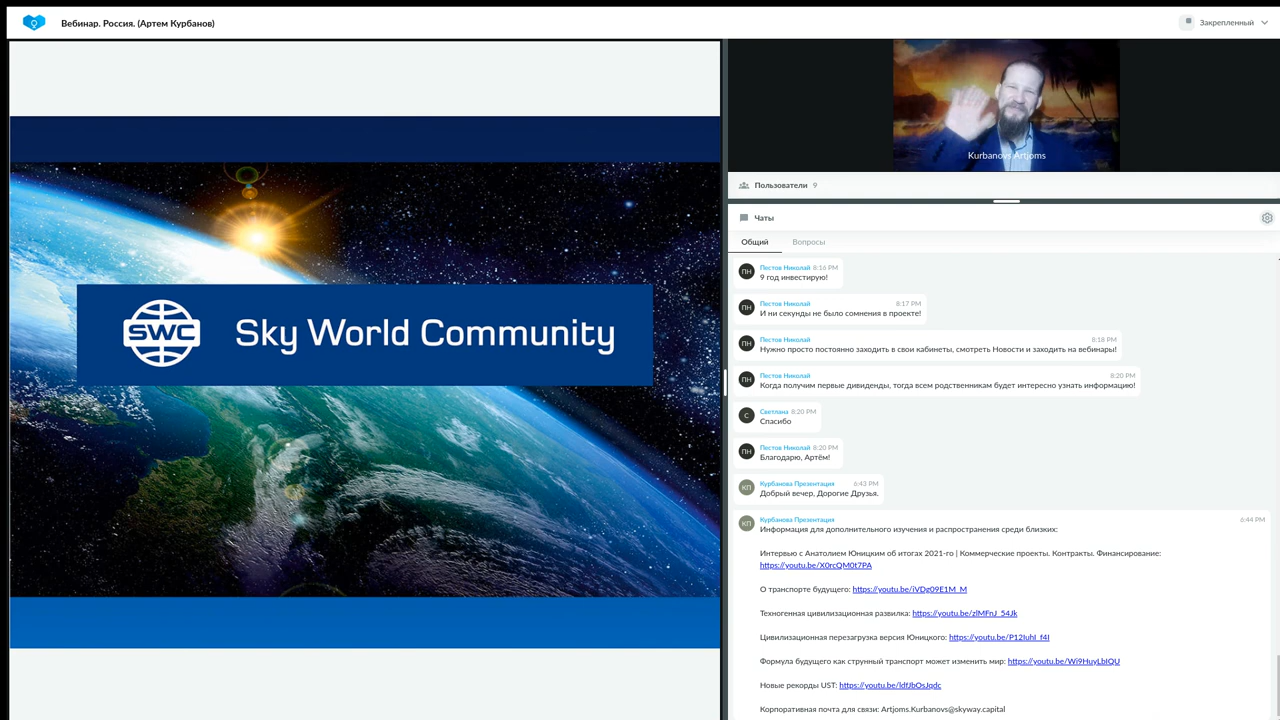 Вебинар. Россия. (Артем Курбанов)
Закрепленный
SWC
Sky World Community
Kurbanovs Artjoms
Пользователи 9
Чаты
Общий
Вопросы
ПН
Пестов Николай 8:16 PM
9 год инвестирую!
ПН
Пестов Николай 8:17 PM
И ни секунды не было сомнения в проекте!
ПН
Пестов Николай 8:18 PM
Нужно просто постоянно заходить в свои кабинеты, смотреть Новости и заходить на вебинары!
ПН
Пестов Николай 8:20 PM
Когда получим первые дивиденды, тогда всем родственникам будет интересно узнать информацию!
С
Светлана 8:20 PM
Спасибо
ПН
Пестов Николай 8:20 PM
Благодарю, Артём!
КП
Курбанова Презентация 6:43 PM
Добрый вечер, Дорогие Друзья.
КП
Курбанова Презентация 6:44 PM
Информация для дополнительного изучения и распространения среди близких:
Интервью с Анатолием Юницким об итогах 2021-го | Коммерческие проекты. Контракты. Финансирование:
https://youtu.be/X0rcQM0t7PA
О транспорте будущего: https://youtu.be/iVDg09E1M_M
Техногенная цивилизационная развилка: https://youtu.be/zlMFnJ_54Jk
Цивилизационная перезагрузка версия Юницкого: https://youtu.be/P12IuhI_f4I
Формула будущего как струнный транспорт может изменить мир: https://youtu.be/Wi9HuyLbIQU
Новые рекорды UST: https://youtu.be/ldfJbOsJqdc
Корпоративная почта для связи: Artjoms.Kurbanovs@skyway.capital